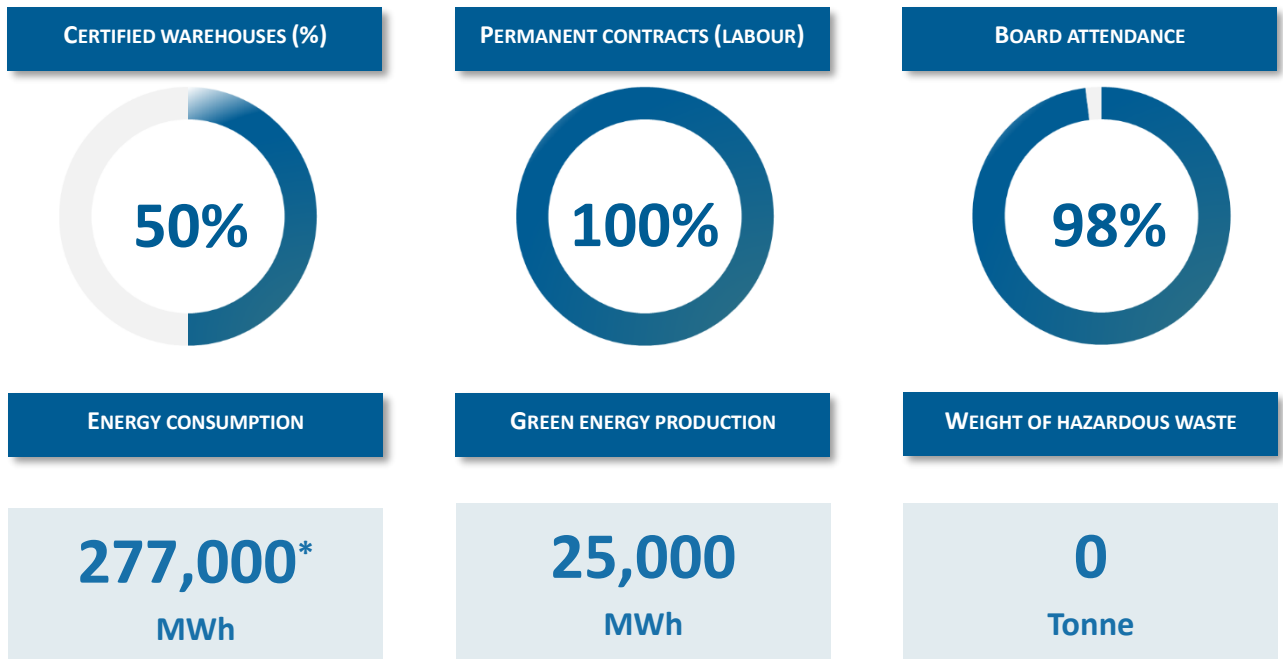 CERTIFIED WAREHOUSES (%)
PERMANENT CONTRACTS (LABOUR)
BOARD ATTENDANCE
50%
100%
98%
ENERGY CONSUMPTION
GREEN ENERGY PRODUCTION
WEIGHT OF HAZARDOUS WASTE
277,000*
MWh
25,000
MWh
0
Tonne